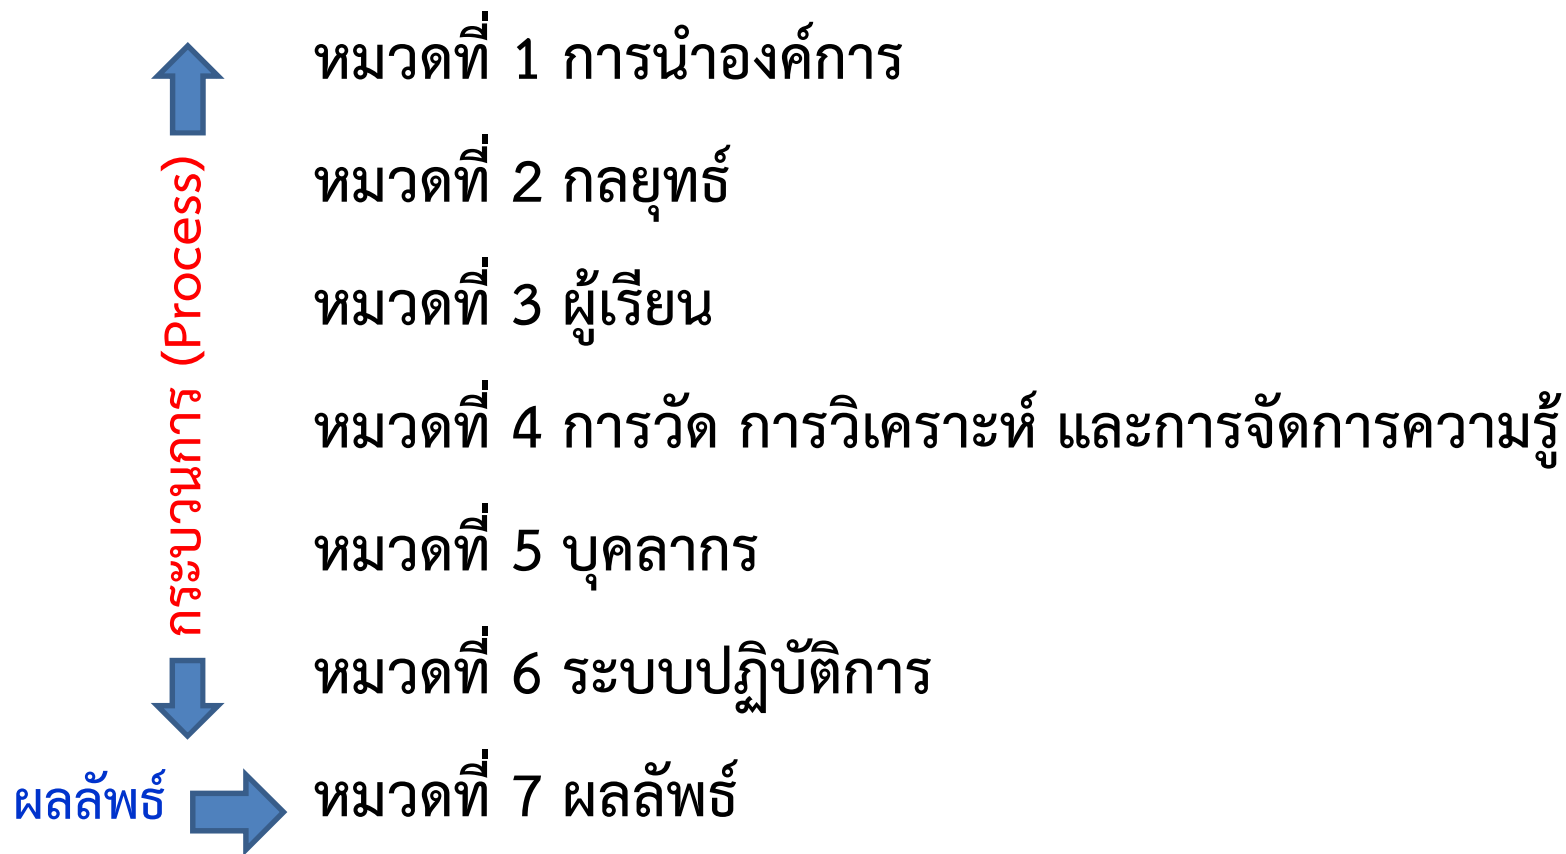 หมวดที่ 1 การนำองค์การ
หมวดที่ 2 กลยุทธ์
หมวดที่ 3 ผู้เรียน
หมวดที่ 4 การวัด การวิเคราะห์ และการจัดการความรู้
หมวดที่ 5 บุคลากร
หมวดที่ 6 ระบบปฏิบัติการ
กระบวนการ (Process)
ผลลัพธ์
หมวดที่ 7 ผลลัพธ์